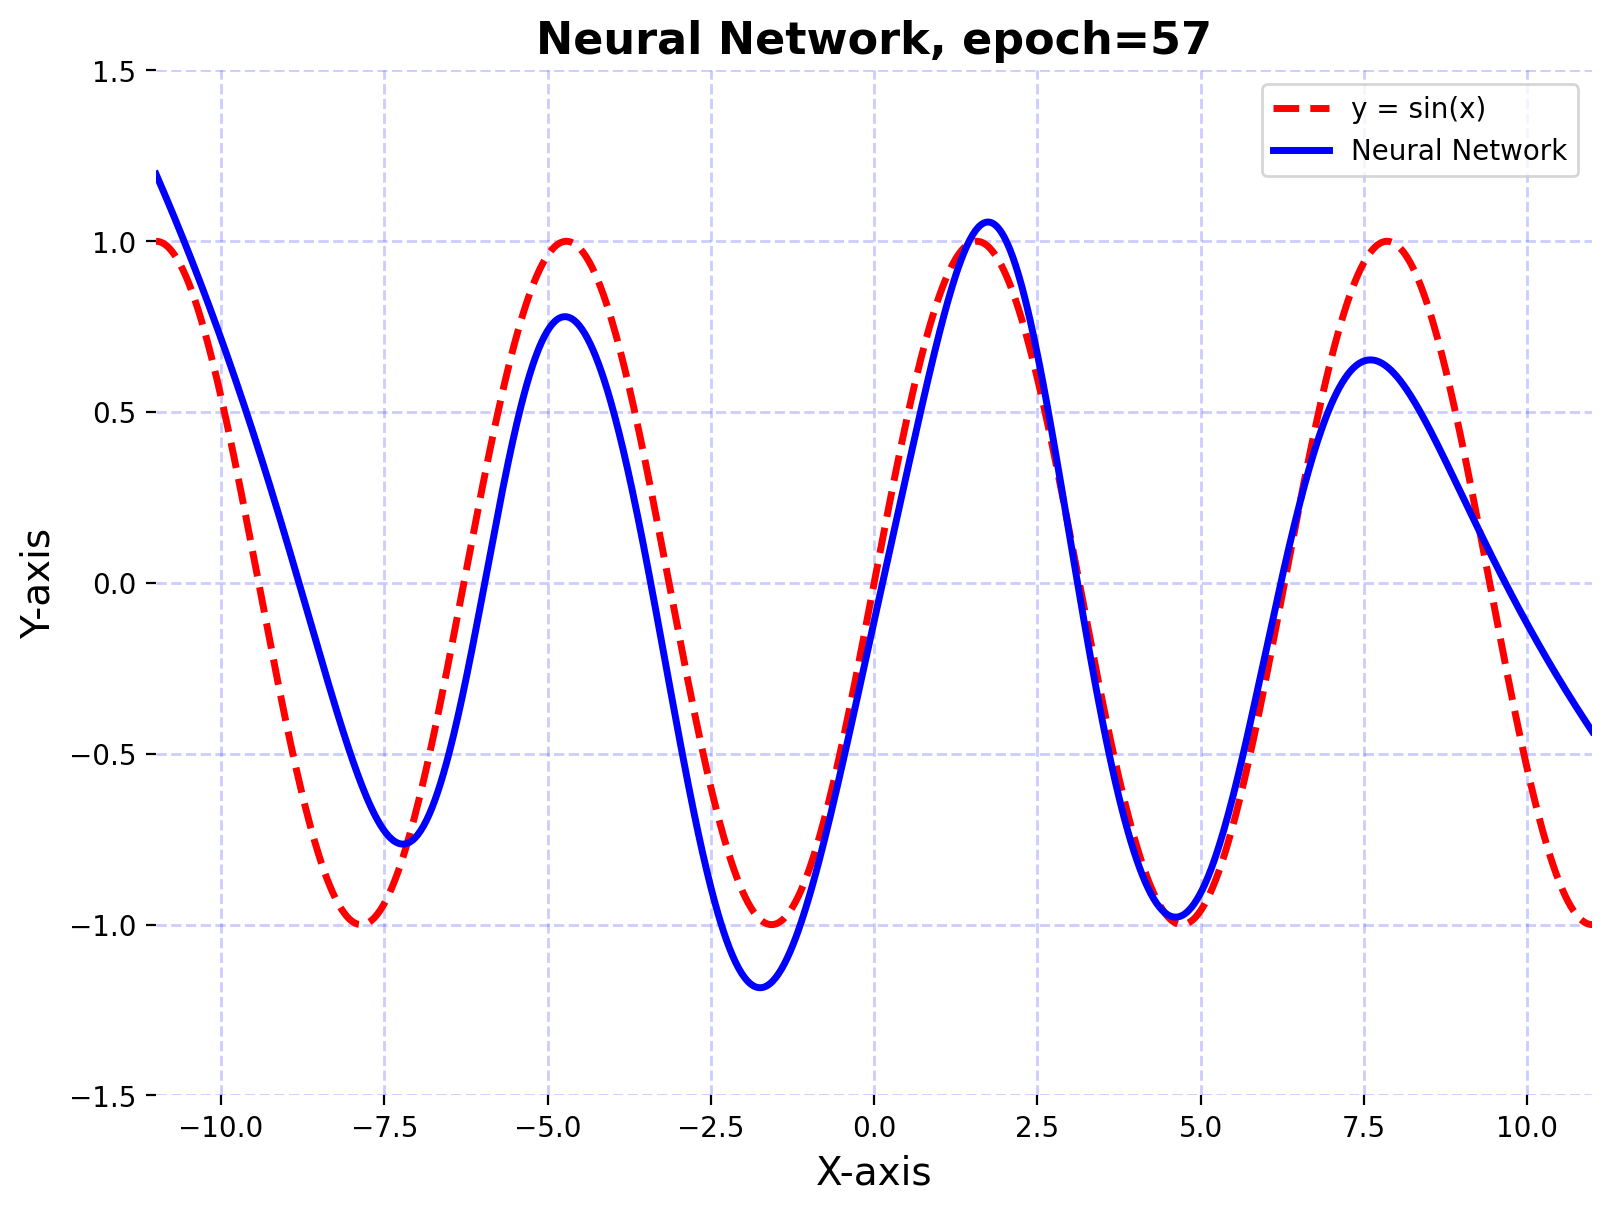 Neural Network, epoch=57
y = sin(x)
Neural Network
1.5
1.0
0.5
0.0
−0.5
−1.0
−1.5
Y-axis
−10.0 −7.5 −5.0 −2.5 0.0 2.5 5.0 7.5 10.0
X-axis